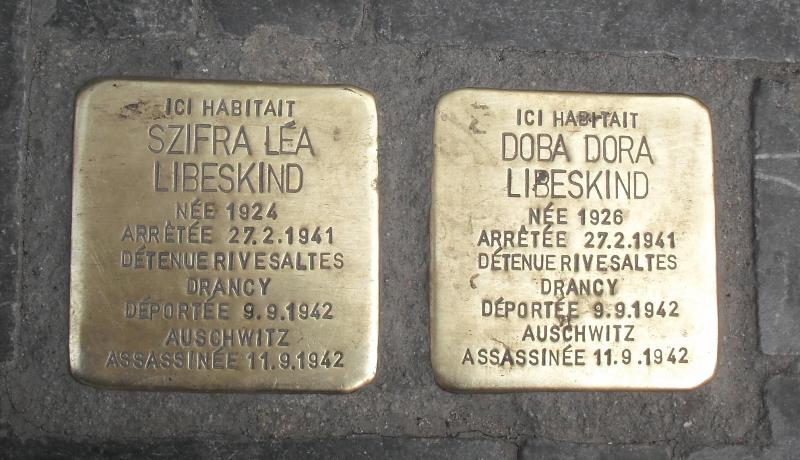 ICI HABITAIT
SZIFRA LÉA
LIBESKIND
NÉE 1924
ARRÊTÉE 27.2.1941
DÉTENUE RIVESALTES
DRANCY
DÉPORTÉE 9.9.1942
AUSCHWITZ
ASSASSINÉE 11.9.1942
ICI HABITAIT
DOBA DORA
LIBESKIND
NÉE 1926
ARRÊTÉE 27.2.1941
DÉTENUE RIVESALTES
DRANCY
DÉPORTÉE 9.9.1942
AUSCHWITZ
ASSASSINÉE 11.9.1942